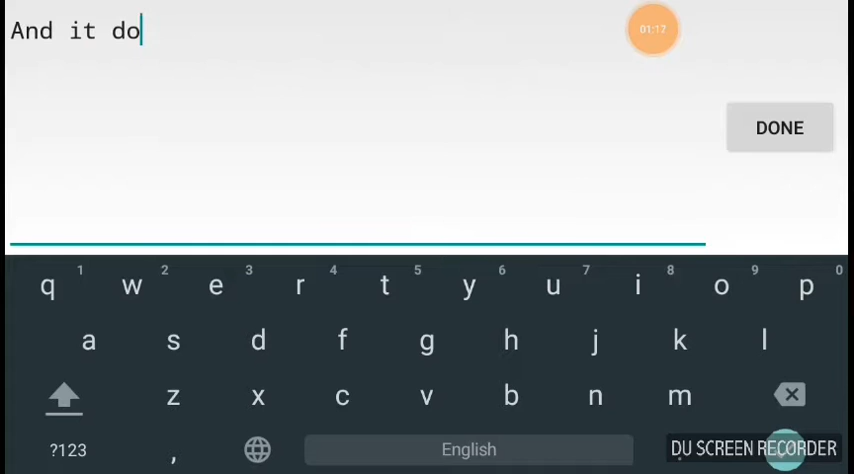 And it do
01:17
DONE
q 1 w 2 e 3 r 4 t 5 y 6 u 7 i 8 o 9 p 0
a s d f g h j k l
z x c v b n m
?123 , English DU SCREEN RECORDER